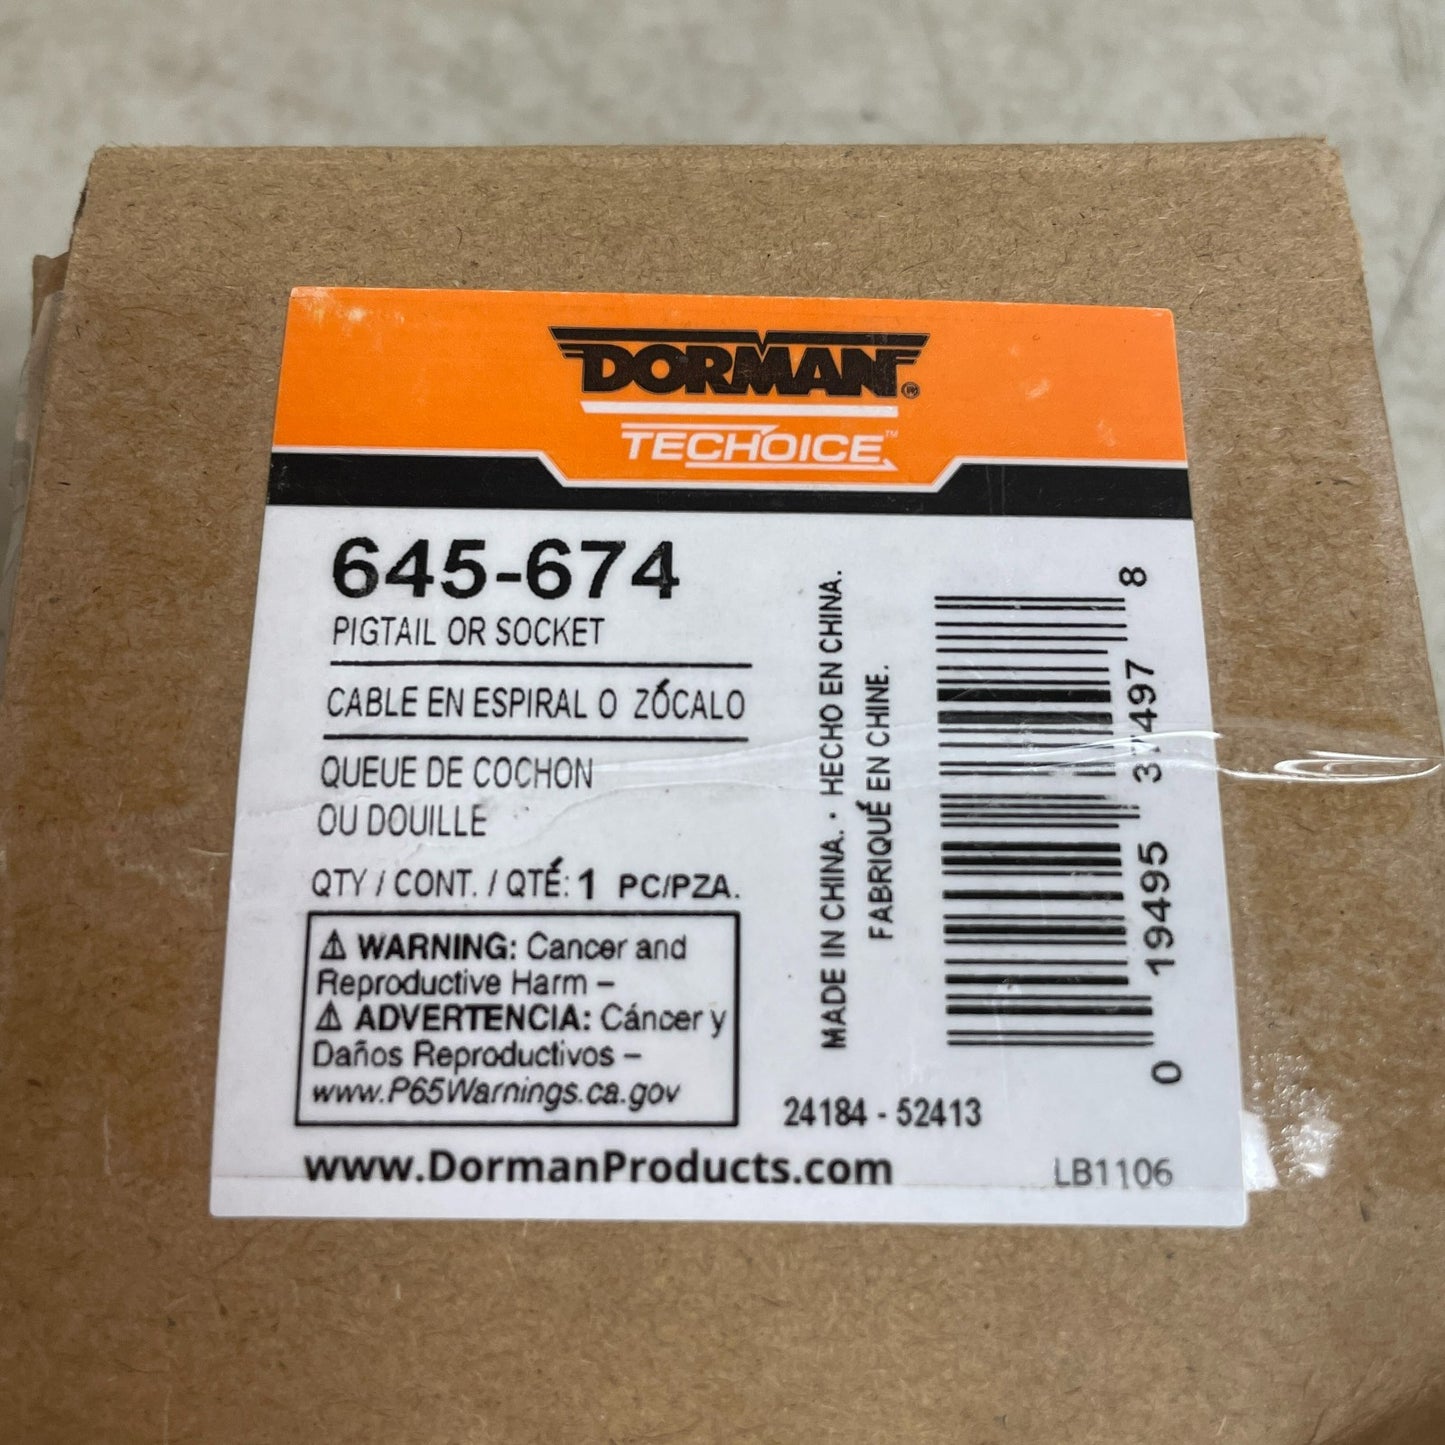 DORMAN®
TECHOICE™
645-674
PIGTAIL OR SOCKET
CABLE EN ESPIRAL O ZÓCALO
QUEUE DE COCHON
OU DOUILLE
QTY / CONT. / QTÉ: 1 PC/PZA.
⚠ WARNING: Cancer and
Reproductive Harm –
⚠ ADVERTENCIA: Cáncer y
Daños Reproductivos –
www.P65Warnings.ca.gov
MADE IN CHINA. · HECHO EN CHINA.
FABRIQUÉ EN CHINE.
0 19495 8
24184 - 52413
www.DormanProducts.com
LB1106